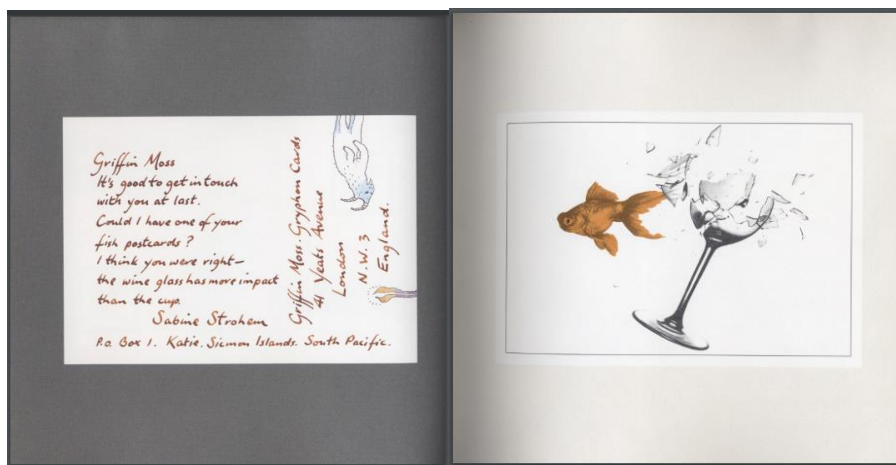 Griffin Moss
It's good to get in touch
with you at last.
Could I have one of your
fish postcards?
I think you were right—
the wine glass has more impact
than the cup.
Sabine Strohem
P.O. Box 1. Katie. Sicmon Islands. South Pacific.
Griffin Moss. Gryphon Cards
41 Yeats Avenue
London
N.W.3
England.